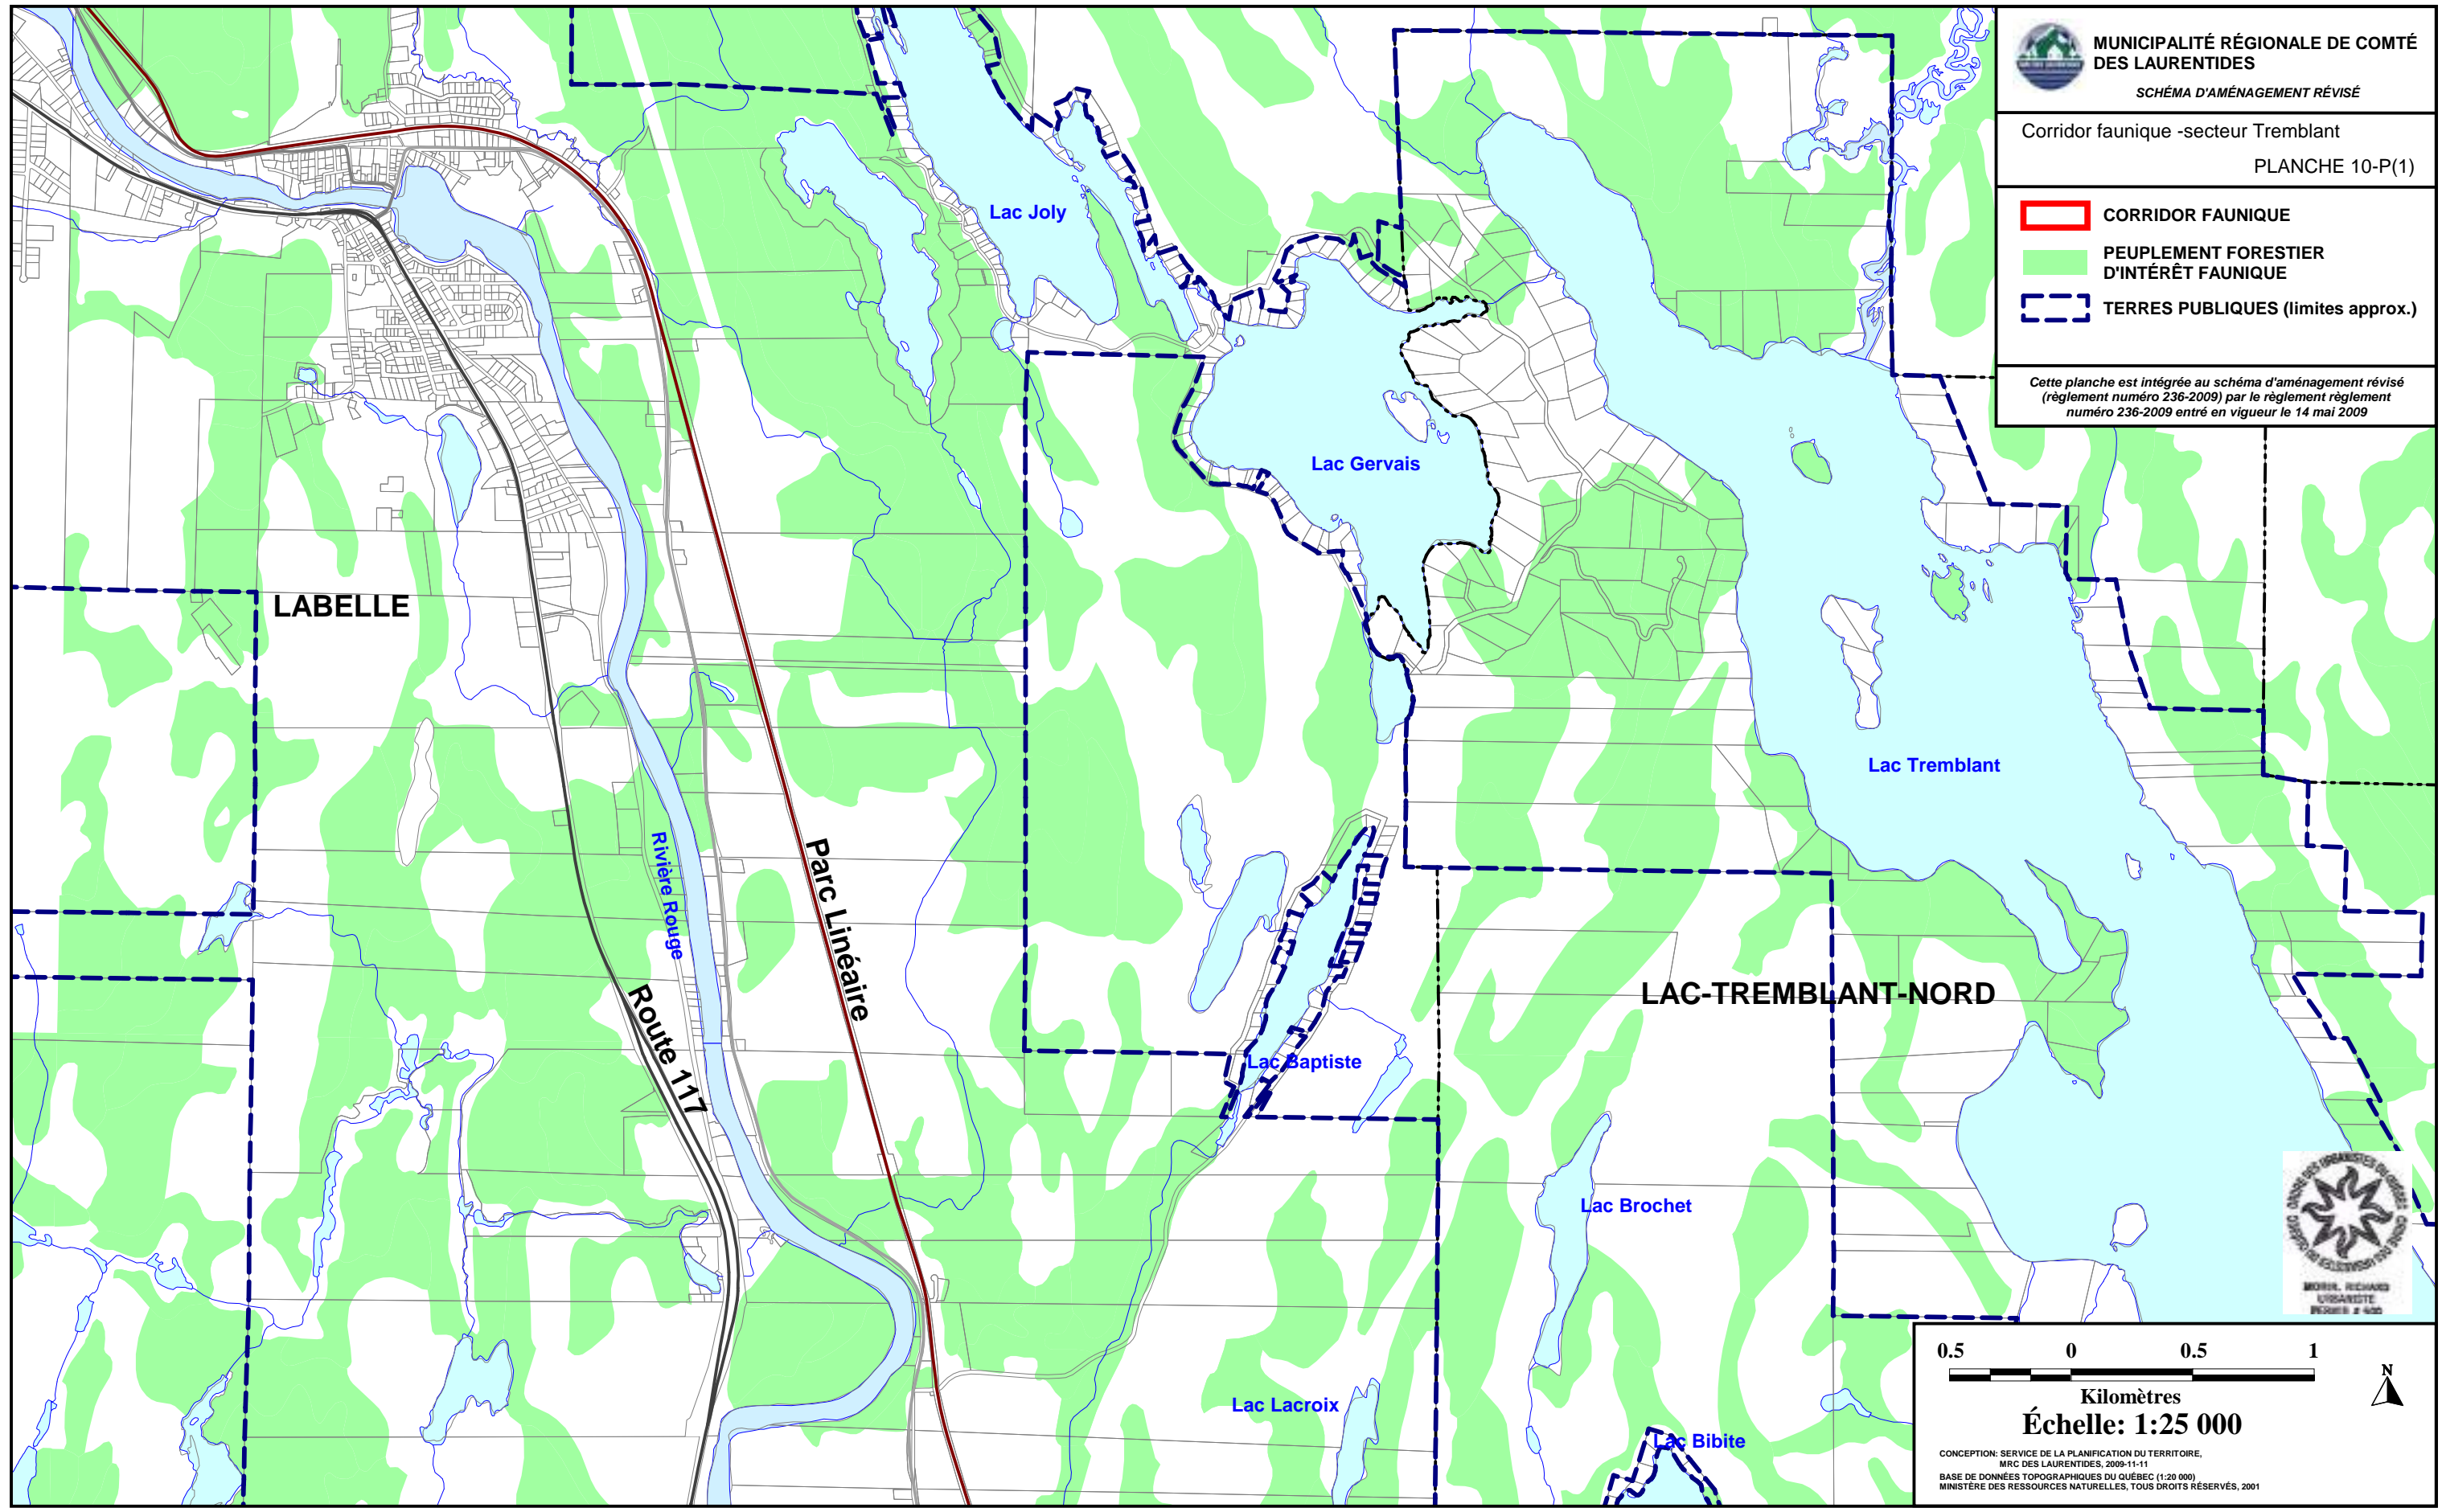 MUNICIPALITÉ RÉGIONALE DE COMTÉ
DES LAURENTIDES
SCHÉMA D'AMÉNAGEMENT RÉVISÉ
Corridor faunique -secteur Tremblant
PLANCHE 10-P(1)
CORRIDOR FAUNIQUE
PEUPLEMENT FORESTIER
D'INTÉRÊT FAUNIQUE
TERRES PUBLIQUES (limites approx.)
Cette planche est intégrée au schéma d'aménagement révisé
(règlement numéro 236-2009) par le règlement règlement
numéro 236-2009 entré en vigueur le 14 mai 2009
Lac Joly
Lac Gervais
LABELLE
Lac Tremblant
Rivière Rouge
Parc Linéaire
Route 117
LAC-TREMBLANT-NORD
Lac Baptiste
Lac Brochet
Lac Lacroix
Lac Bibite
MORIN, RICHARD
URBANISTE
0.5 0 0.5 1
Kilomètres
Échelle: 1:25 000
N
CONCEPTION: SERVICE DE LA PLANIFICATION DU TERRITOIRE,
MRC DES LAURENTIDES, 2009-11-11
BASE DE DONNÉES TOPOGRAPHIQUES DU QUÉBEC (1:20 000)
MINISTÈRE DES RESSOURCES NATURELLES, TOUS DROITS RÉSERVÉS, 2001